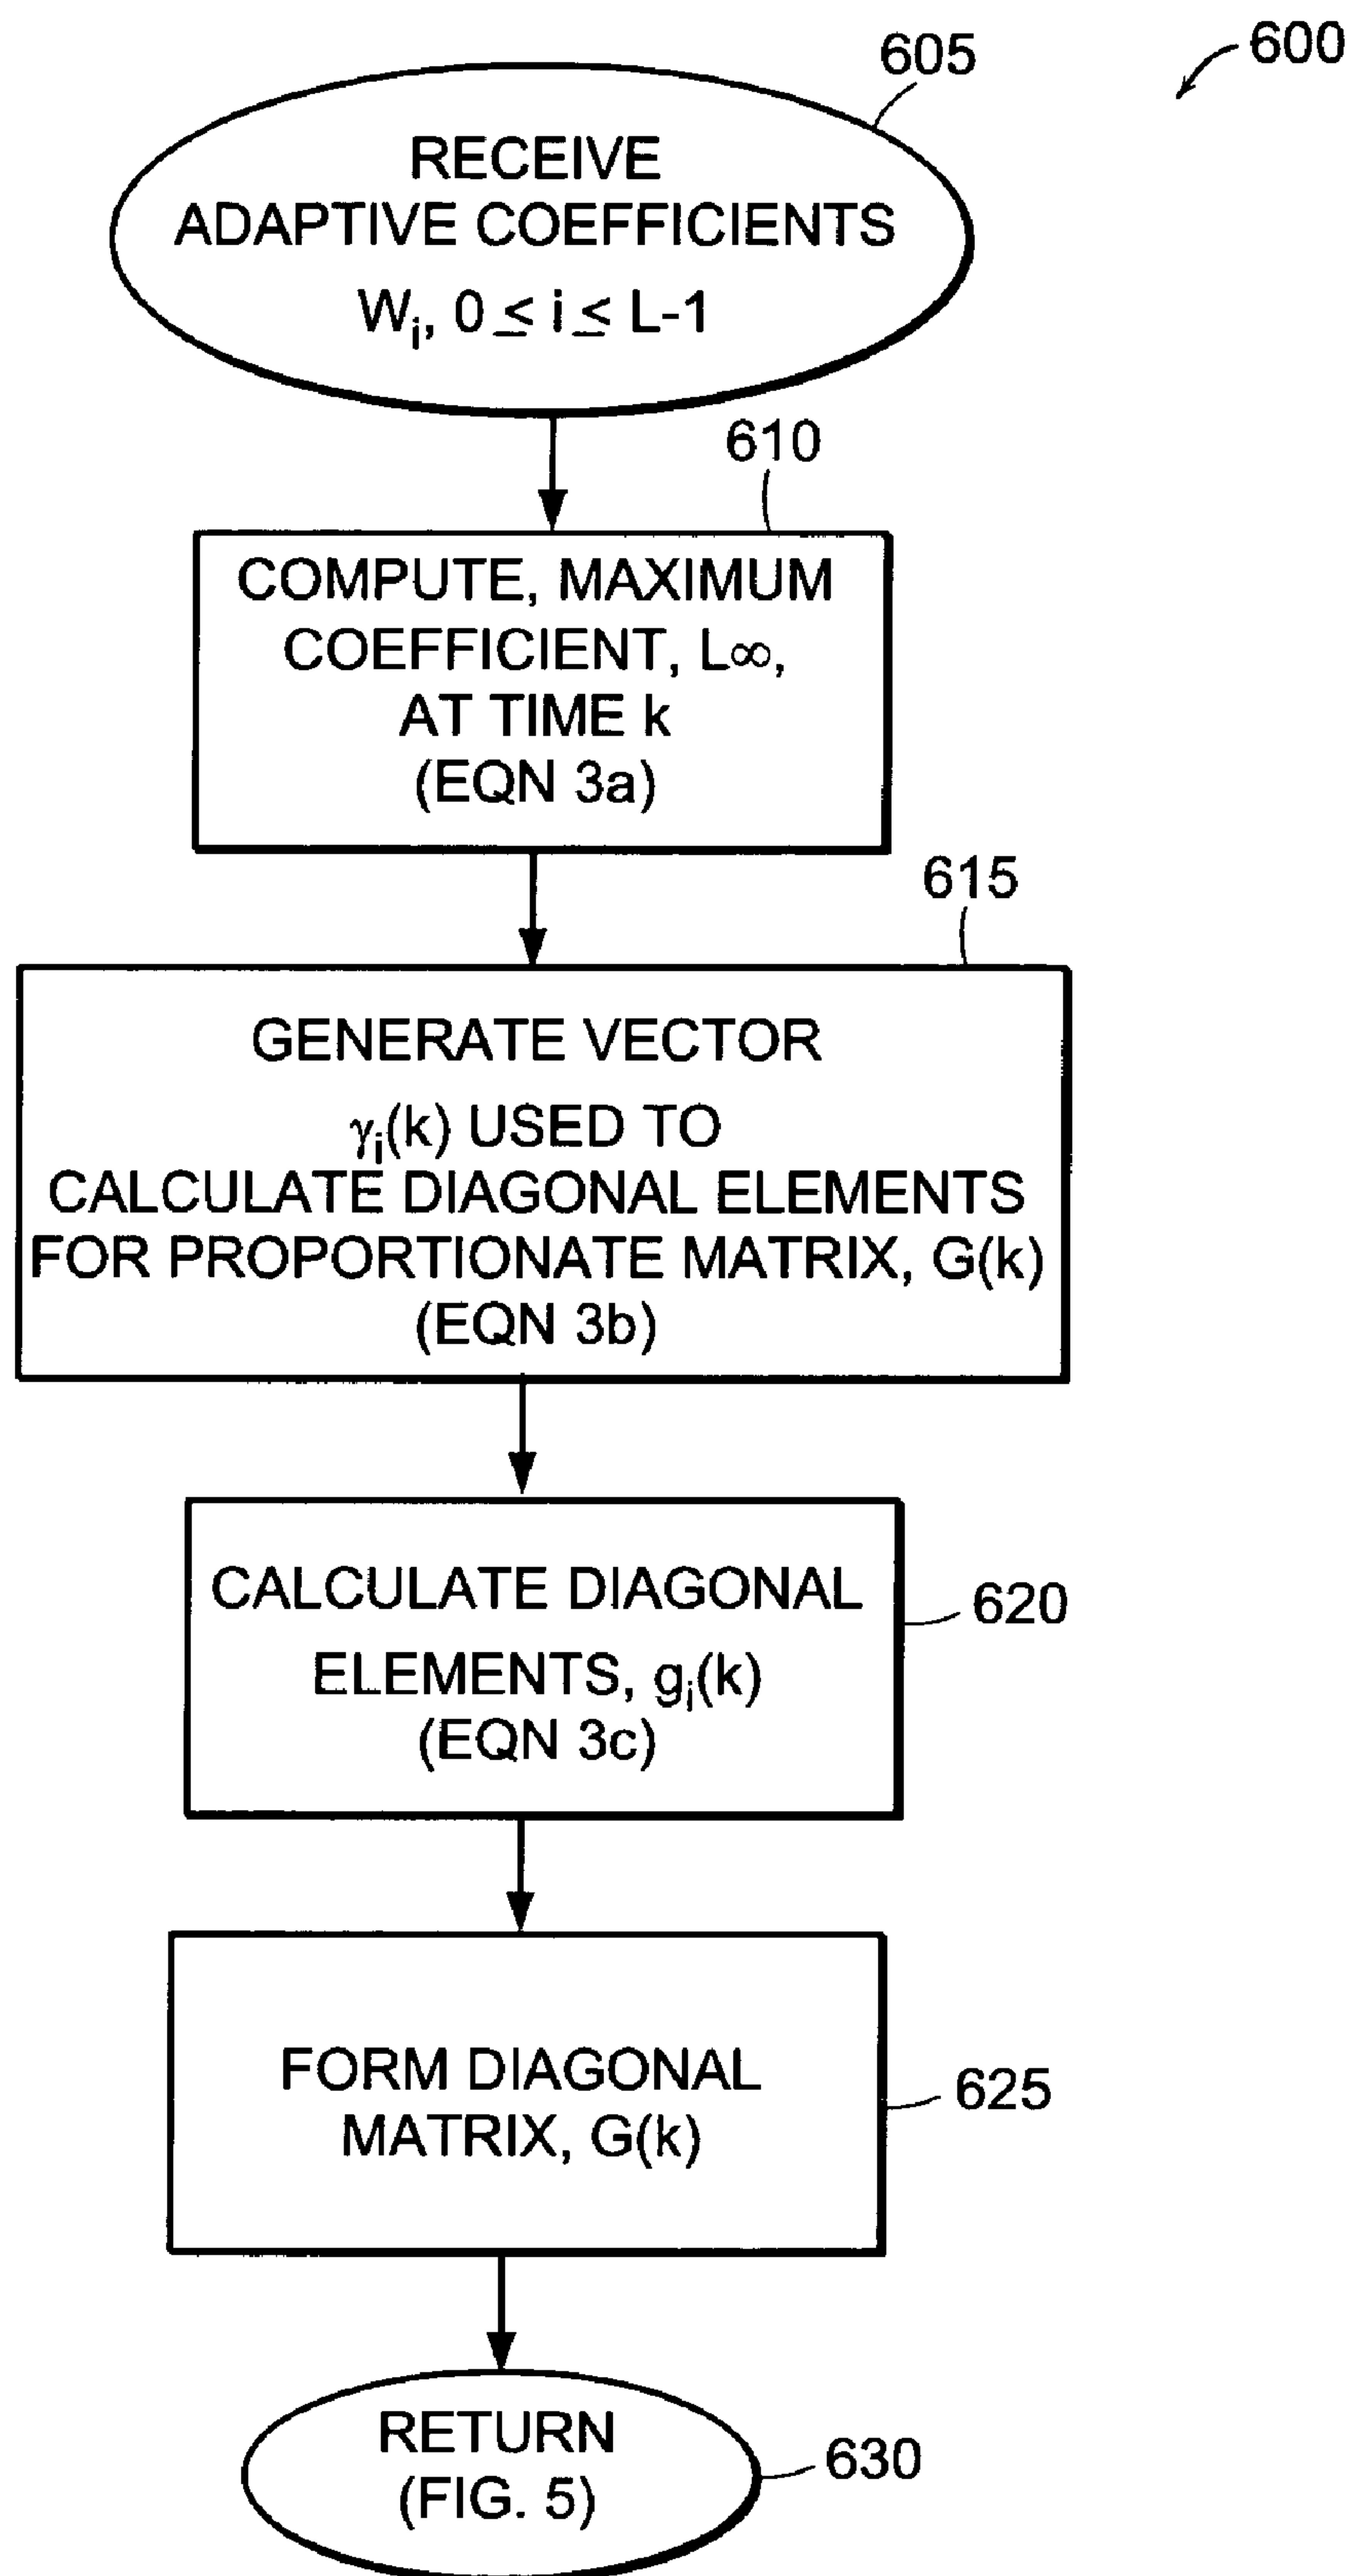 600
605
RECEIVE
ADAPTIVE COEFFICIENTS
Wi, 0 ≤ i ≤ L-1
610
COMPUTE, MAXIMUM
COEFFICIENT, L∞,
AT TIME k
(EQN 3a)
615
GENERATE VECTOR
γi(k) USED TO
CALCULATE DIAGONAL ELEMENTS
FOR PROPORTIONATE MATRIX, G(k)
(EQN 3b)
CALCULATE DIAGONAL
ELEMENTS, gi(k)
(EQN 3c)
620
FORM DIAGONAL
MATRIX, G(k)
625
RETURN
(FIG. 5)
630